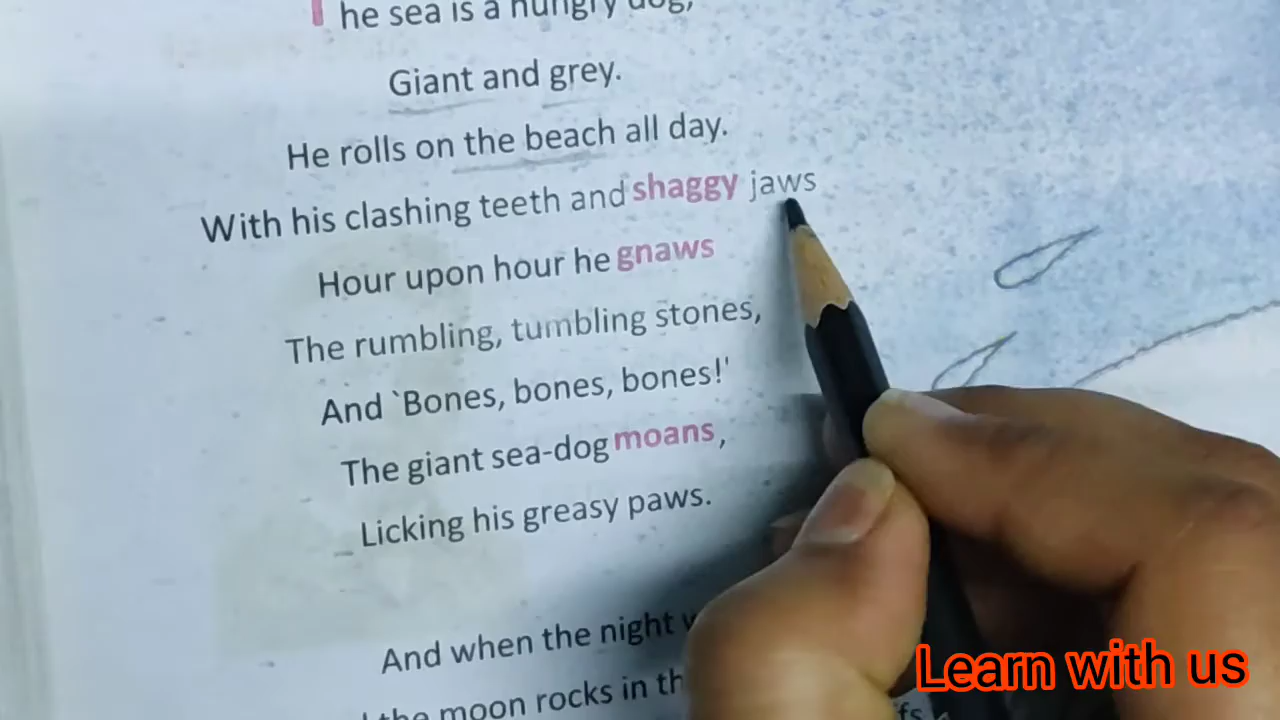 The sea is a hungry dog,
Giant and grey.
He rolls on the beach all day.
With his clashing teeth and shaggy jaws
Hour upon hour he gnaws
The rumbling, tumbling stones,
And `Bones, bones, bones!'
The giant sea-dog moans,
Licking his greasy paws.
And when the night
the moon rocks in
Learn with us